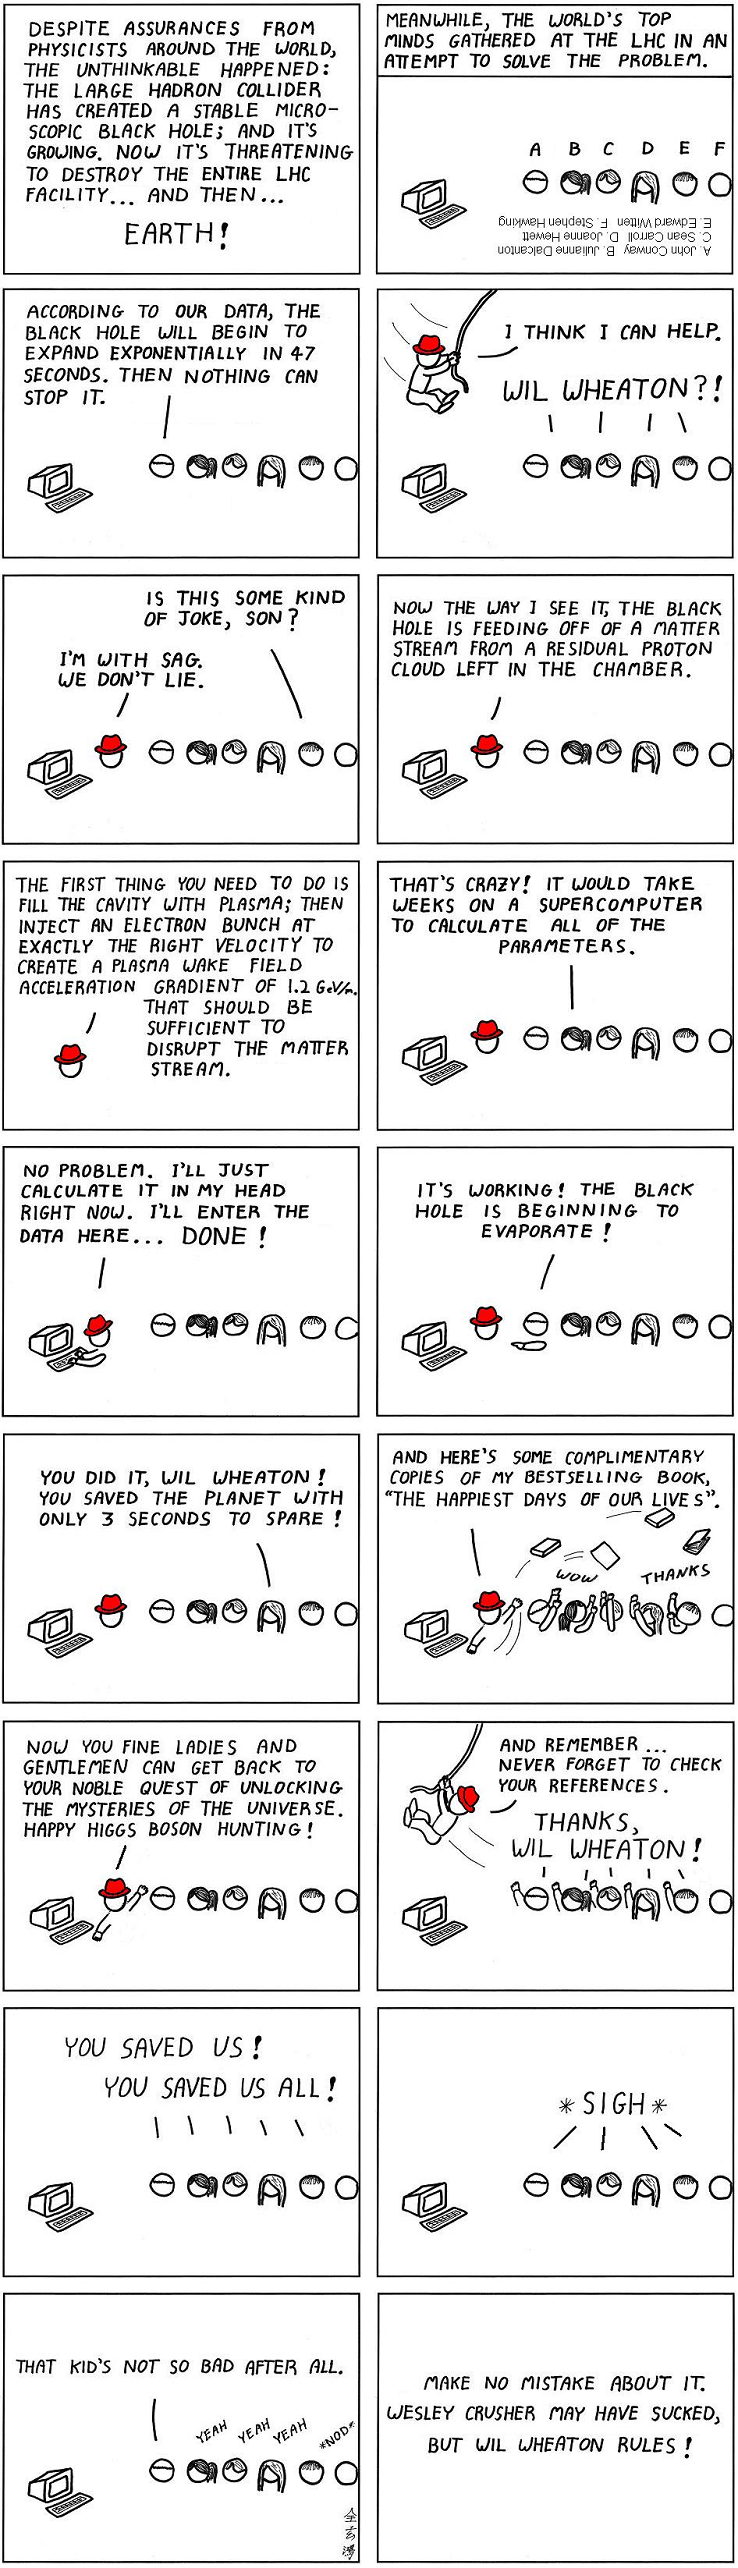 DESPITE ASSURANCES FROM
PHYSICISTS AROUND THE WORLD,
THE UNTHINKABLE HAPPENED:
THE LARGE HADRON COLLIDER
HAS CREATED A STABLE MICRO-
SCOPIC BLACK HOLE; AND IT'S
GROWING. NOW IT'S THREATENING
TO DESTROY THE ENTIRE LHC
FACILITY... AND THEN...
EARTH!
MEANWHILE, THE WORLD'S TOP
MINDS GATHERED AT THE LHC IN AN
ATTEMPT TO SOLVE THE PROBLEM.
A B C D E F
A. John Conway B. Julianne Dalcanton
C. Sean Carroll D. Joanne Hewett
E. Edward Witten F. Stephen Hawking
ACCORDING TO OUR DATA, THE
BLACK HOLE WILL BEGIN TO
EXPAND EXPONENTIALLY IN 47
SECONDS. THEN NOTHING CAN
STOP IT.
I THINK I CAN HELP.
WIL WHEATON?!
IS THIS SOME KIND
OF JOKE, SON?
I'M WITH SAG.
WE DON'T LIE.
NOW THE WAY I SEE IT, THE BLACK
HOLE IS FEEDING OFF OF A MATTER
STREAM FROM A RESIDUAL PROTON
CLOUD LEFT IN THE CHAMBER.
THE FIRST THING YOU NEED TO DO IS
FILL THE CAVITY WITH PLASMA; THEN
INJECT AN ELECTRON BUNCH AT
EXACTLY THE RIGHT VELOCITY TO
CREATE A PLASMA WAKE FIELD
ACCELERATION GRADIENT OF 1.2 GeV/m.
THAT SHOULD BE
SUFFICIENT TO
DISRUPT THE MATTER
STREAM.
THAT'S CRAZY! IT WOULD TAKE
WEEKS ON A SUPERCOMPUTER
TO CALCULATE ALL OF THE
PARAMETERS.
NO PROBLEM. I'LL JUST
CALCULATE IT IN MY HEAD
RIGHT NOW. I'LL ENTER THE
DATA HERE... DONE!
IT'S WORKING! THE BLACK
HOLE IS BEGINNING TO
EVAPORATE!
YOU DID IT, WIL WHEATON!
YOU SAVED THE PLANET WITH
ONLY 3 SECONDS TO SPARE!
AND HERE'S SOME COMPLIMENTARY
COPIES OF MY BESTSELLING BOOK,
"THE HAPPIEST DAYS OF OUR LIVES".
WOW
THANKS
NOW YOU FINE LADIES AND
GENTLEMEN CAN GET BACK TO
YOUR NOBLE QUEST OF UNLOCKING
THE MYSTERIES OF THE UNIVERSE.
HAPPY HIGGS BOSON HUNTING!
AND REMEMBER...
NEVER FORGET TO CHECK
YOUR REFERENCES.
THANKS,
WIL WHEATON!
YOU SAVED US!
YOU SAVED US ALL!
*SIGH*
THAT KID'S NOT SO BAD AFTER ALL.
YEAH YEAH YEAH *NOD*
MAKE NO MISTAKE ABOUT IT.
WESLEY CRUSHER MAY HAVE SUCKED,
BUT WIL WHEATON RULES!